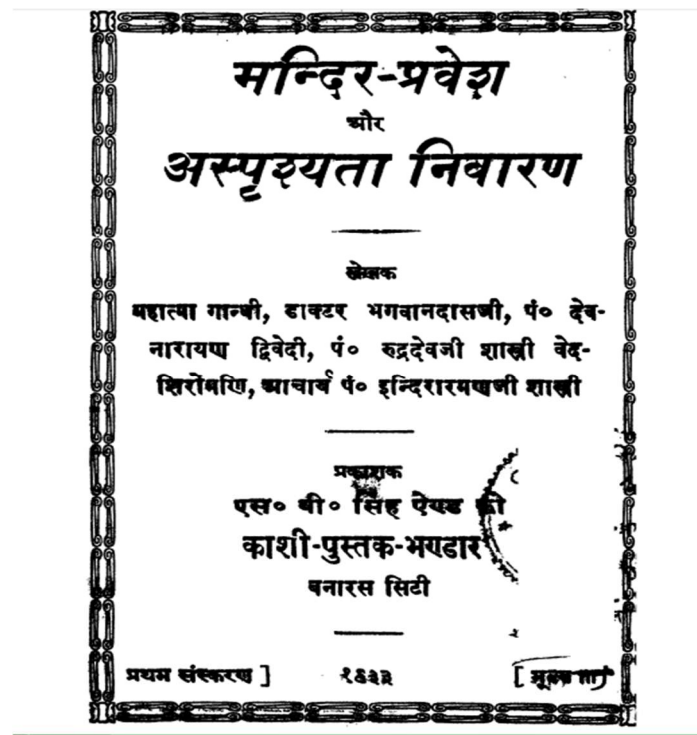 मन्दिर-प्रवेश
और
अस्पृश्यता निवारण
लेखक
महात्मा गान्धी, डाक्टर भगवानदासजी, पं० देव-
नारायण द्विवेदी, पं० रुद्रदेवजी शास्त्री वेद-
शिरोमणि, आचार्य पं० इन्दिरारमणजी शास्त्री
प्रकाशक
एस० बी० सिंह ऐण्ड को
काशी-पुस्तक-भण्डार
बनारस सिटी
प्रथम संस्करण ] १९३३ [ मूल्य